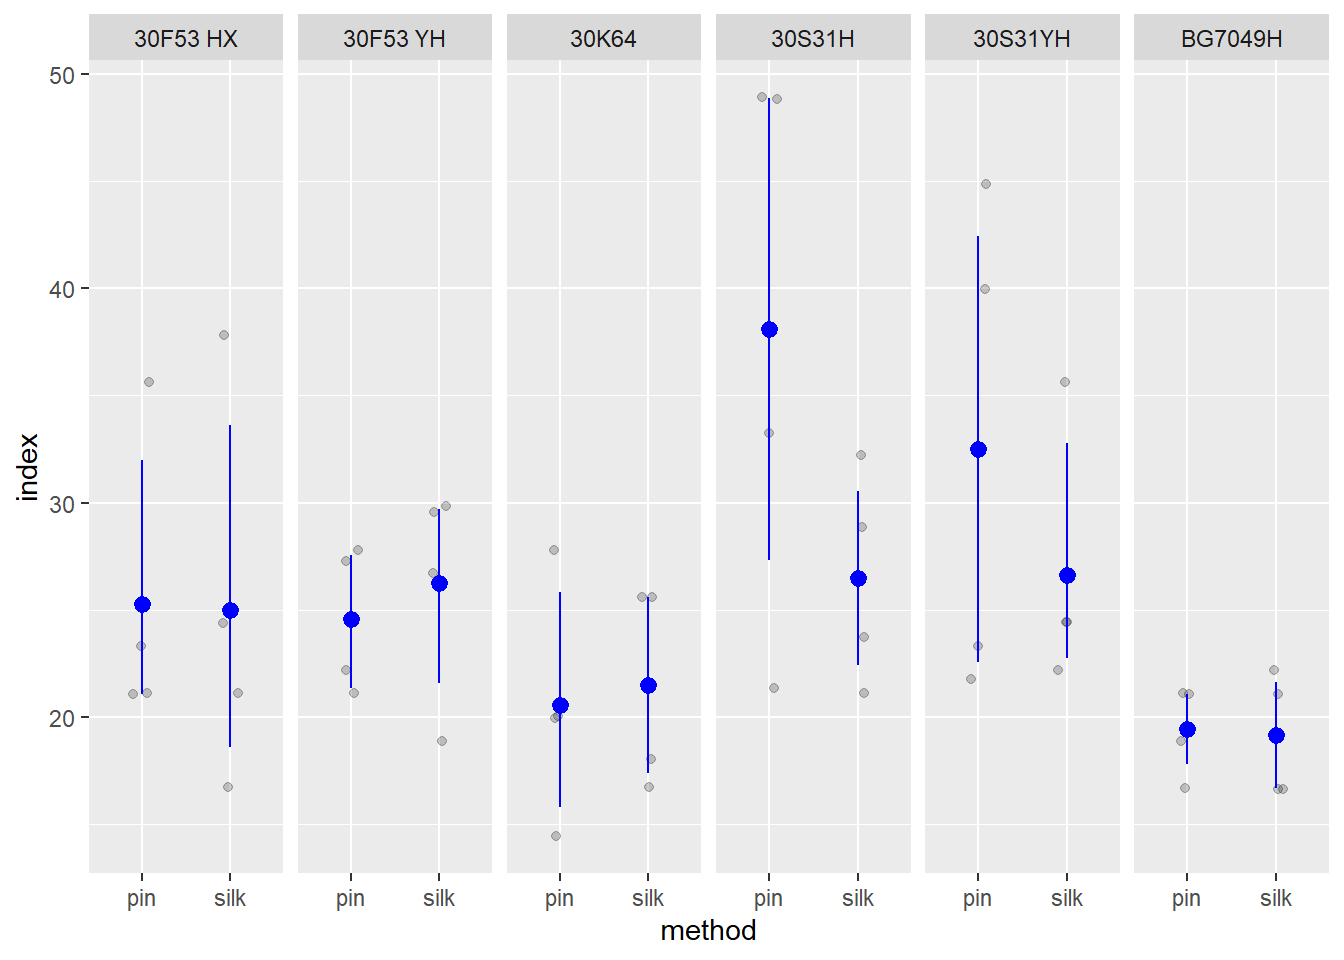 30F53 HX 30F53 YH 30K64 30S31H 30S31YH BG7049H
50
40
30
20
index
pin silk pin silk pin silk pin silk pin silk pin silk
method